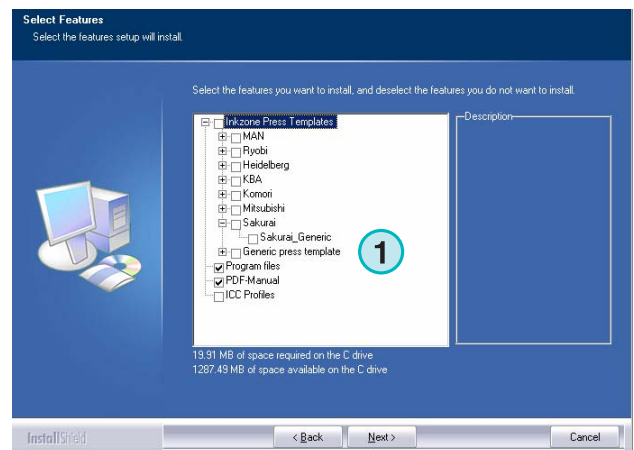 Select Features
Select the features setup will install.
Select the features you want to install, and deselect the features you do not want to install.
Inkzone Press Templates
Description
MAN
Ryobi
Heidelberg
KBA
Komori
Mitsubishi
Sakurai
Sakurai_Generic
Generic press template
1
Program files
PDF-Manual
ICC Profiles
19.91 MB of space required on the C drive
1287.49 MB of space available on the C drive
InstallShield
< Back
Next >
Cancel